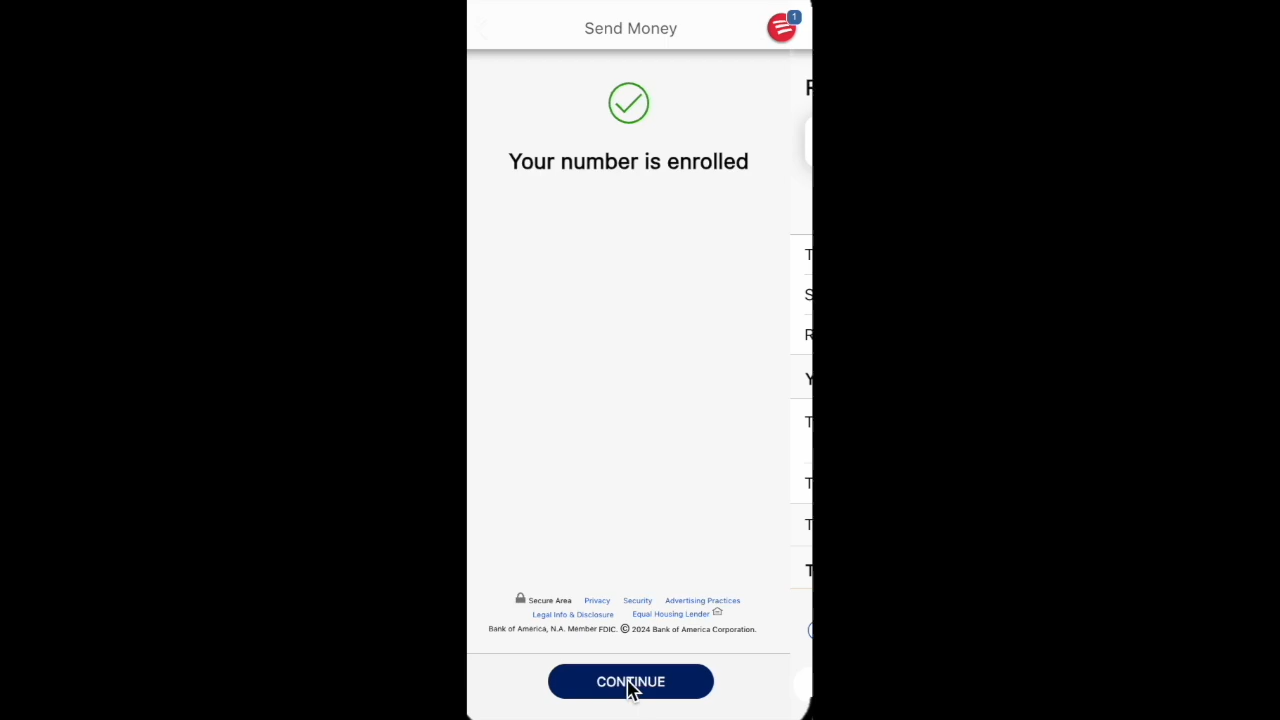 Send Money
1
Your number is enrolled
Secure Area Privacy Security Advertising Practices
Legal Info & Disclosure Equal Housing Lender
Bank of America, N.A. Member FDIC. © 2024 Bank of America Corporation.
CONTINUE